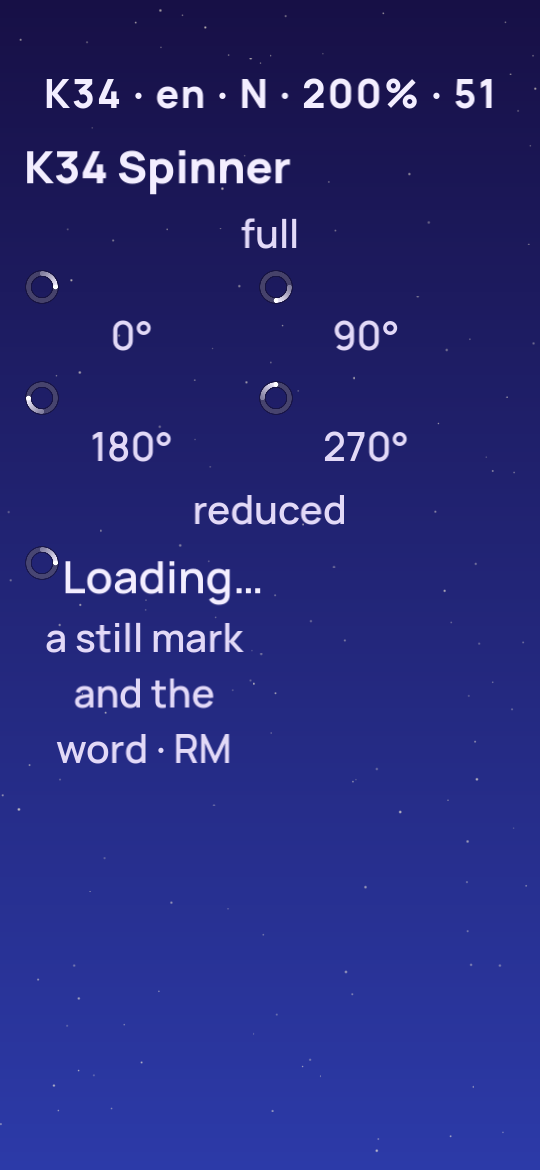 K34 · en · N · 200% · 51
K34 Spinner
full
0° 90°
180° 270°
reduced
Loading…
a still mark
and the
word · RM